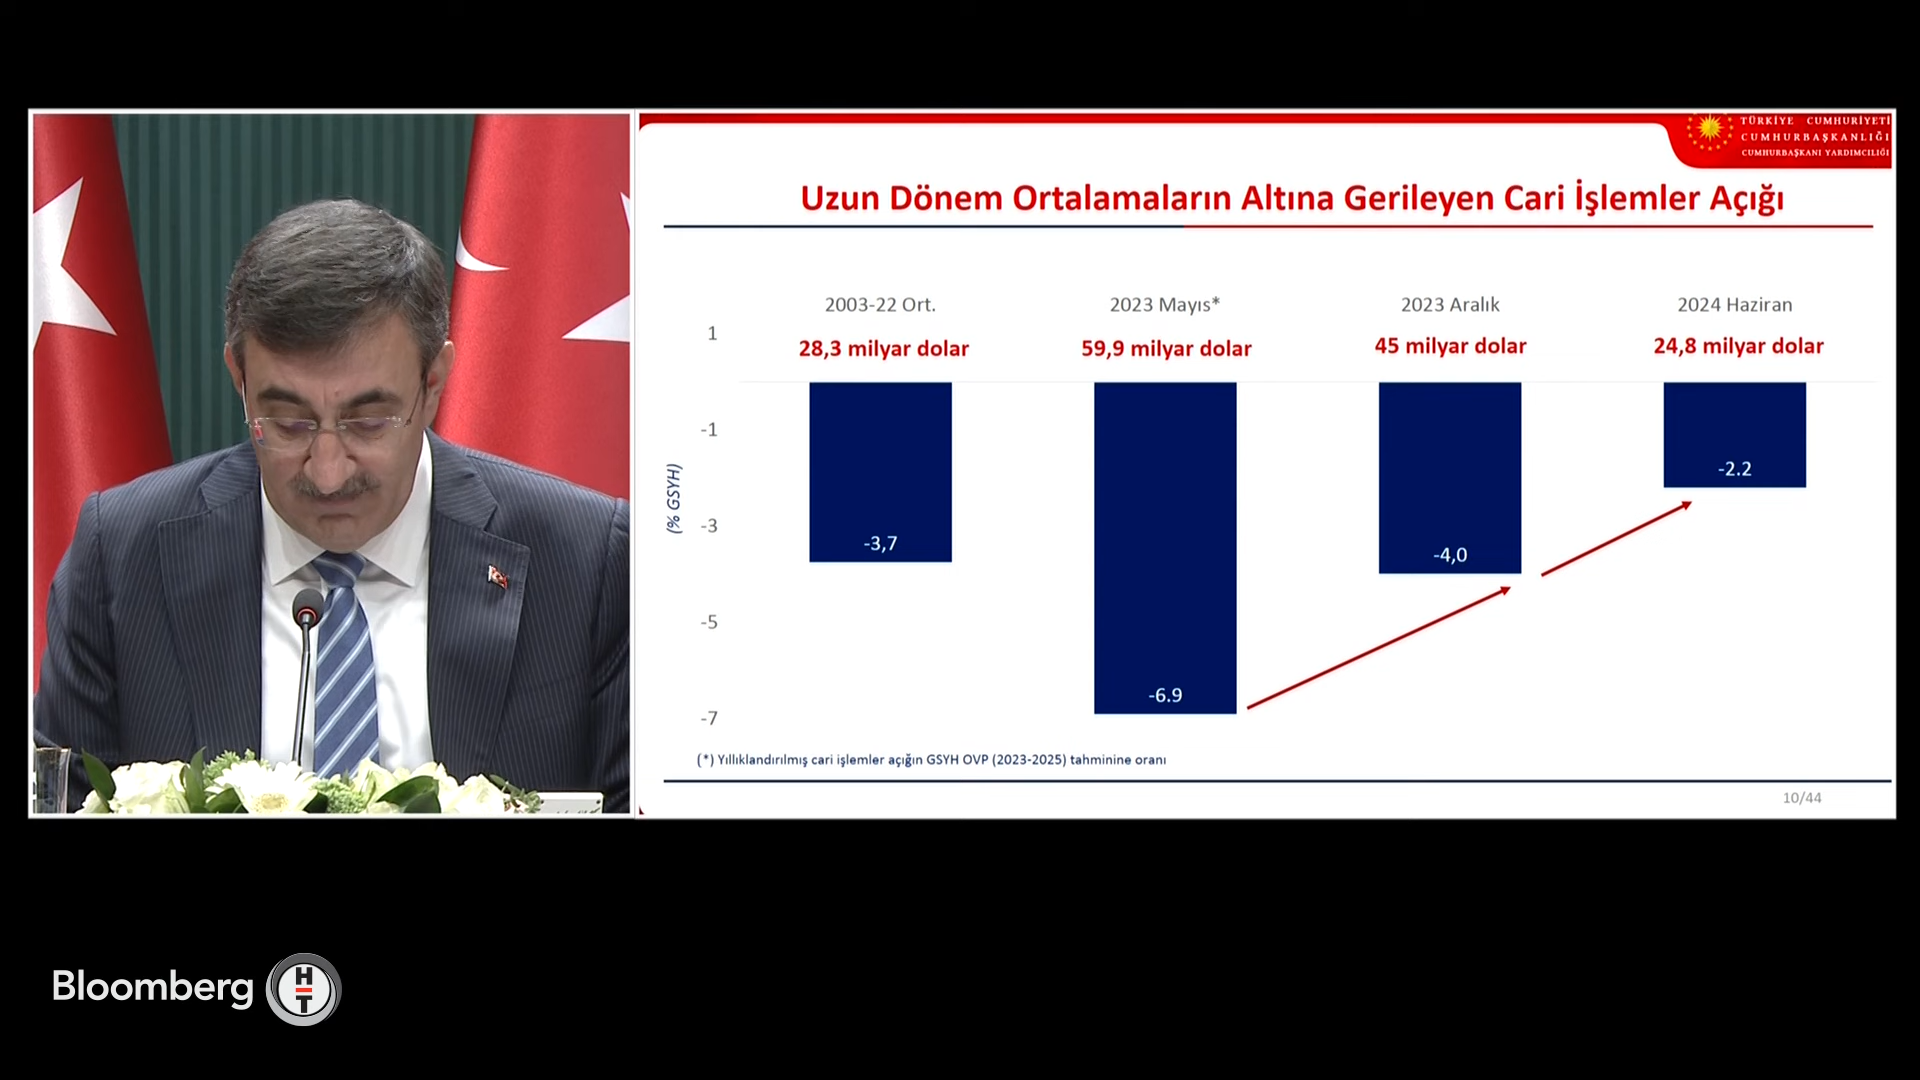 TÜRKİYE CUMHURİYETİ
CUMHURBAŞKANLIĞI
CUMHURBAŞKANI YARDIMCILIĞI
Uzun Dönem Ortalamaların Altına Gerileyen Cari İşlemler Açığı
2003-22 Ort. 2023 Mayıs* 2023 Aralık 2024 Haziran
28,3 milyar dolar 59,9 milyar dolar 45 milyar dolar 24,8 milyar dolar
1
-1
-3
-5
-7
(% GSYH)
-3,7
-6.9
-4,0
-2.2
(*) Yıllıklandırılmış cari işlemler açığın GSYH OVP (2023-2025) tahminine oranı
10/44
Bloomberg HT